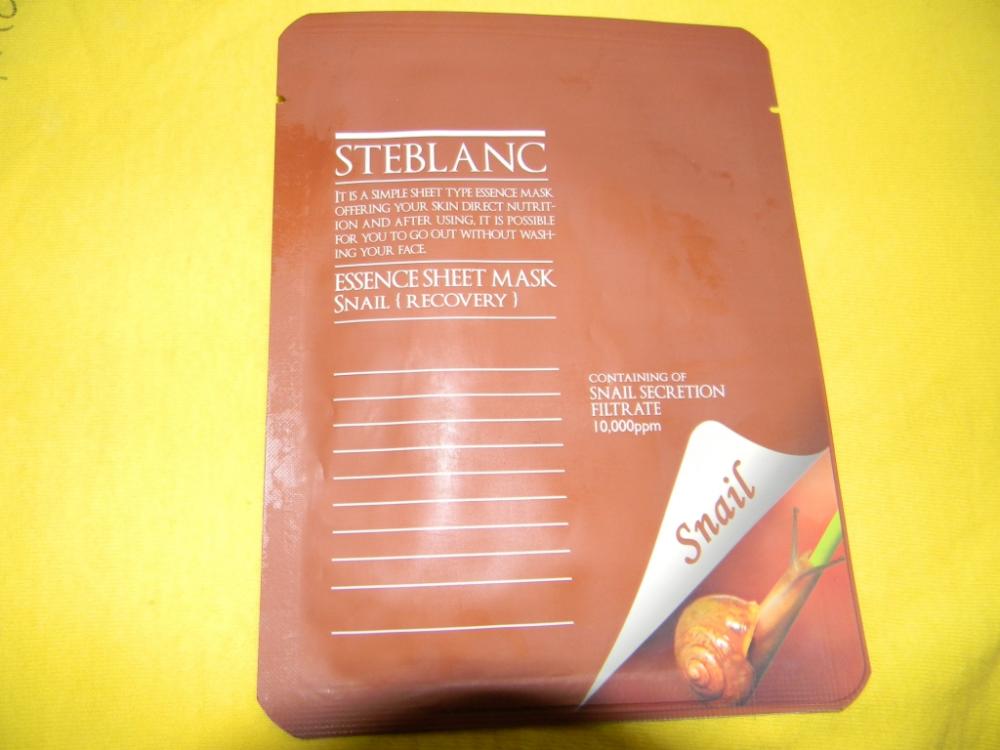 STEBLANC
IT IS A SIMPLE SHEET TYPE ESSENCE MASK
OFFERING YOUR SKIN DIRECT NUTRIT-
ION AND AFTER USING, IT IS POSSIBLE
FOR YOU TO GO OUT WITHOUT WASH-
ING YOUR FACE.
ESSENCE SHEET MASK
SNAIL { RECOVERY }
CONTAINING OF
SNAIL SECRETION
FILTRATE
10,000ppm
Snail